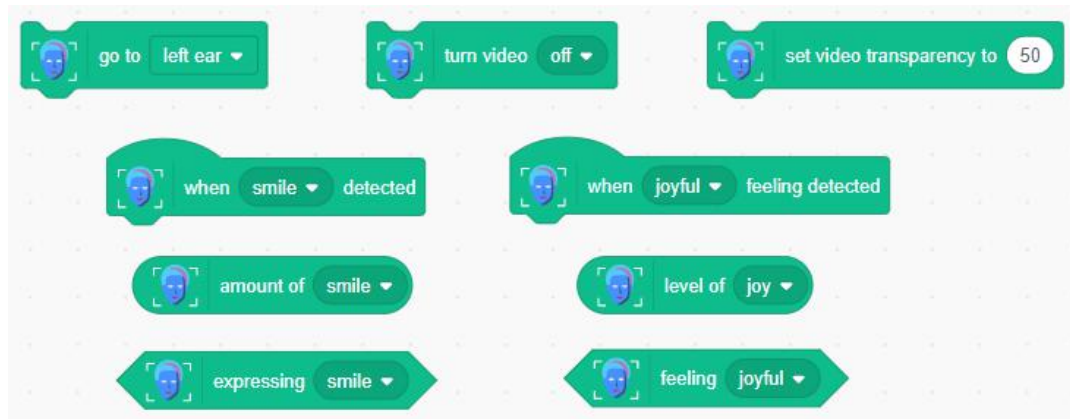 go to left ear
turn video off
set video transparency to 50
when smile detected
when joyful feeling detected
amount of smile
level of joy
expressing smile
feeling joyful